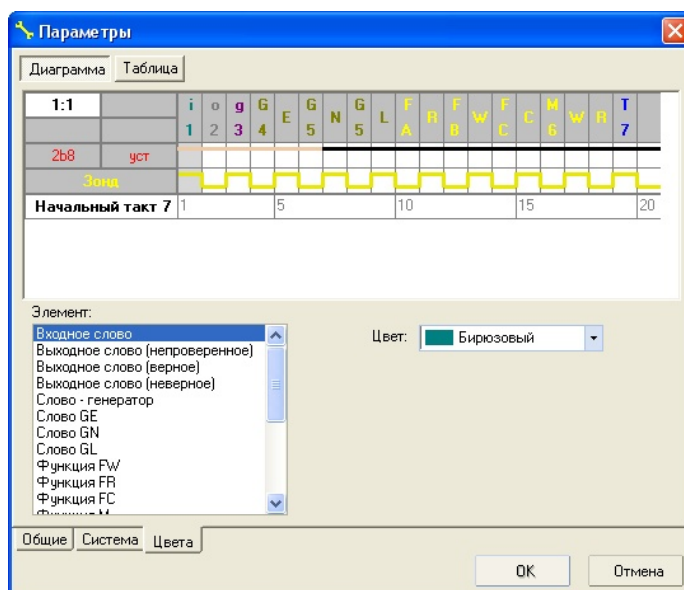 Параметры
Диаграмма Таблица
1:1 i o g G E G N G L F R F W F C M W R T
1 2 3 4 5 5 A B C 6 7
2b8 уст
Зонд
Начальный такт 7 1 5 10 15 20
Элемент:
Входное слово
Цвет: Бирюзовый
Выходное слово (непроверенное)
Выходное слово (верное)
Выходное слово (неверное)
Слово - генератор
Слово GE
Слово GN
Слово GL
Функция FW
Функция FR
Функция FC
Общие Система Цвета
OK Отмена